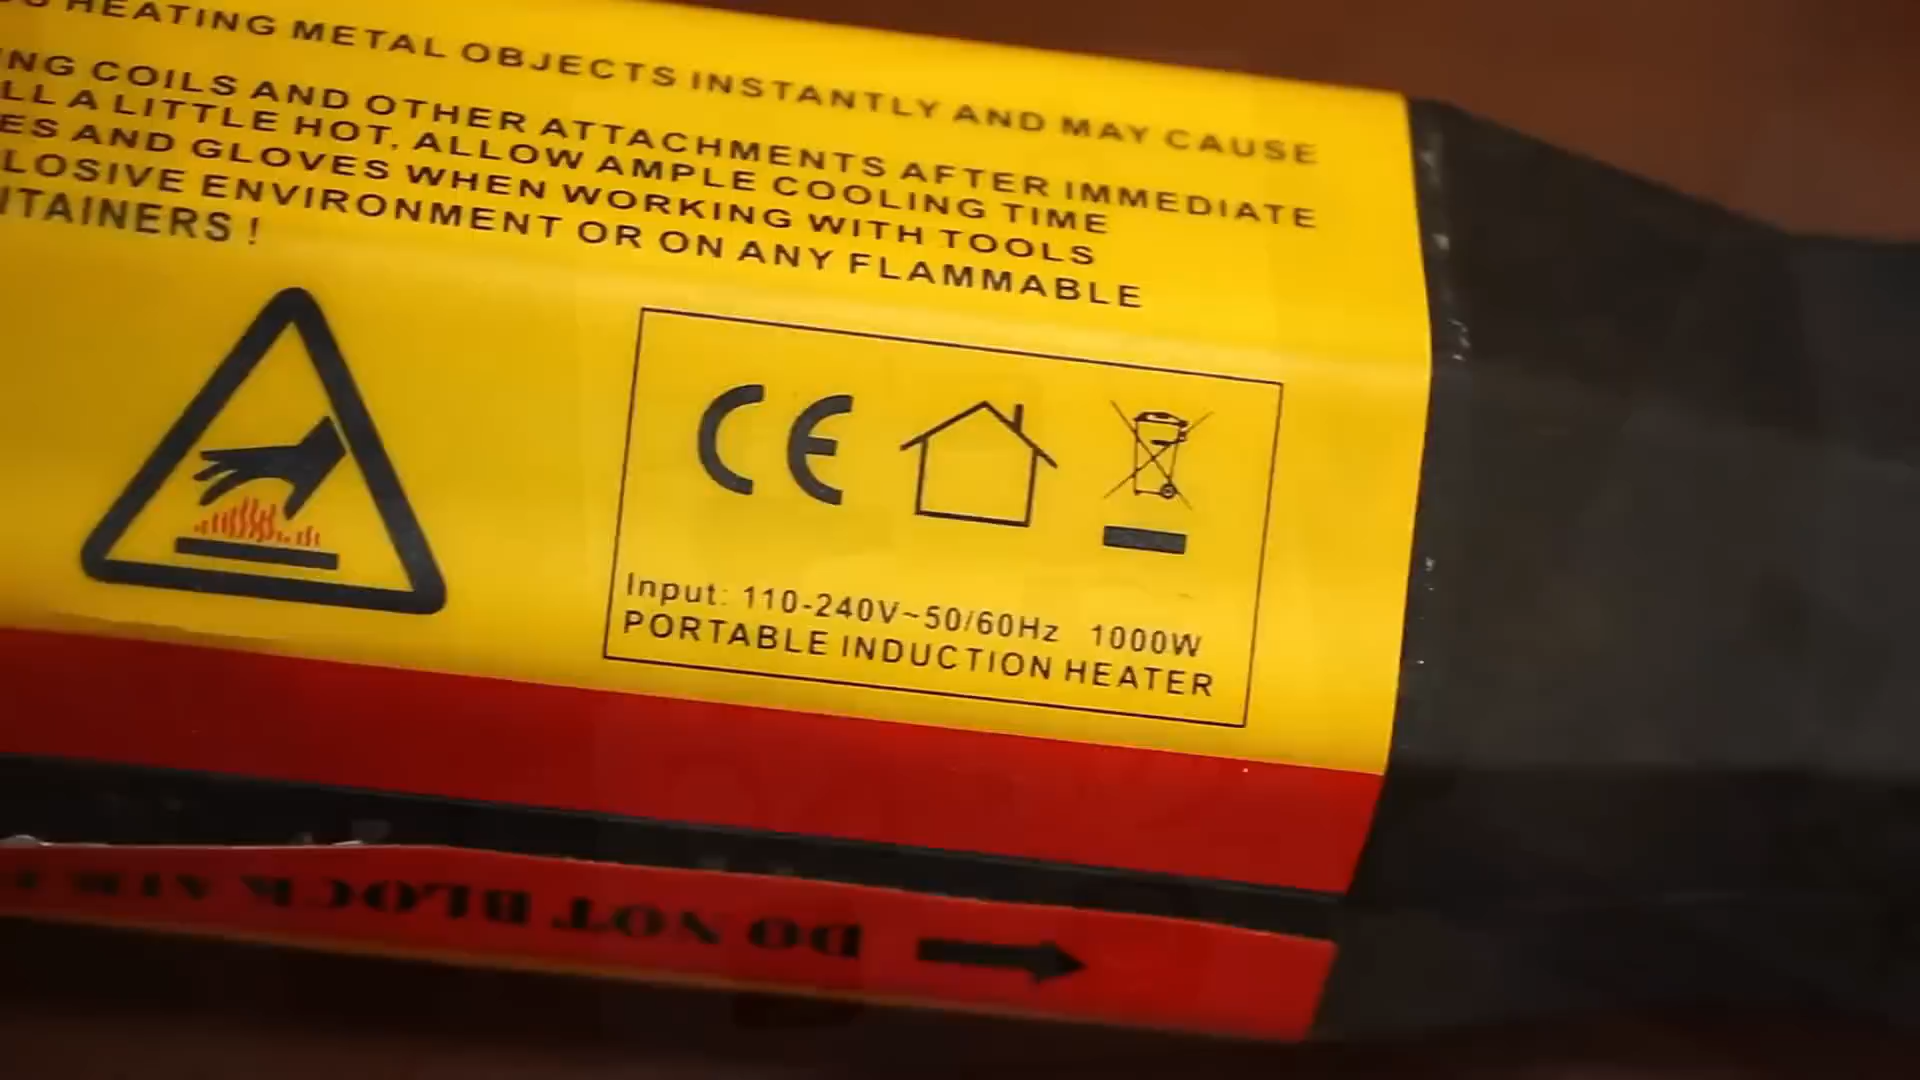 HEATING METAL OBJECTS INSTANTLY AND MAY CAUSE
NG COILS AND OTHER ATTACHMENTS AFTER IMMEDIATE
LL A LITTLE HOT, ALLOW AMPLE COOLING TIME
ES AND GLOVES WHEN WORKING WITH TOOLS
LOSIVE ENVIRONMENT OR ON ANY FLAMMABLE
TAINERS !
CE
Input: 110-240V~50/60Hz 1000W
PORTABLE INDUCTION HEATER
DO NOT BLOCK AIR